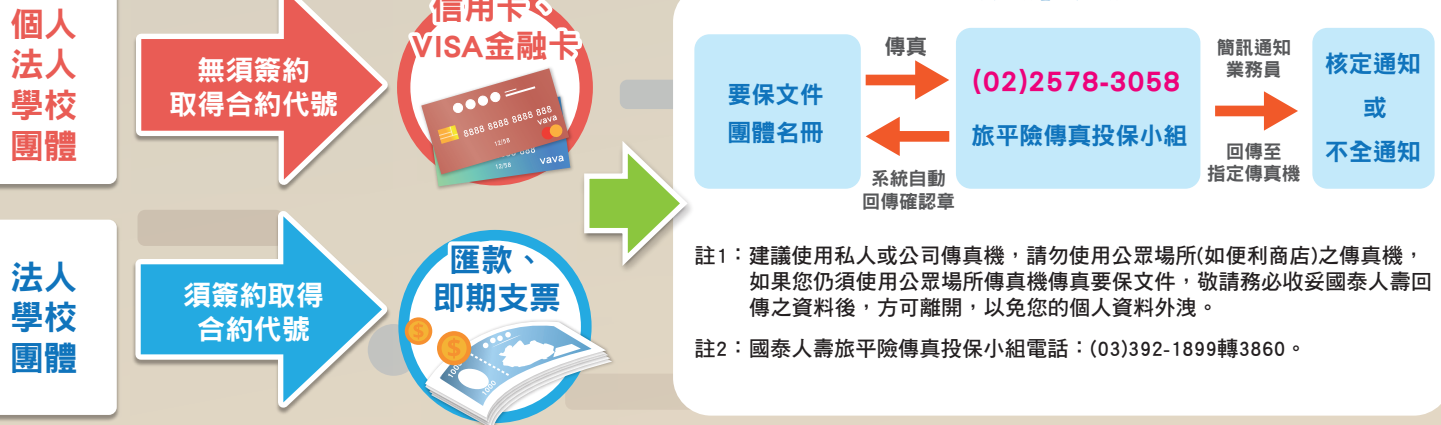 個人
法人
學校
團體
無須簽約
取得合約代號
信用卡、
VISA金融卡
8888 8888 8888 888
12/58
vava
12/58
vava
法人
學校
團體
須簽約取得
合約代號
匯款、
即期支票
$
$
1000
要保文件
團體名冊
傳真
系統自動
回傳確認章
(02)2578-3058
旅平險傳真投保小組
簡訊通知
業務員
回傳至
指定傳真機
核定通知
或
不全通知
註1：建議使用私人或公司傳真機，請勿使用公眾場所(如便利商店)之傳真機，
如果您仍須使用公眾場所傳真機傳真要保文件，敬請務必收妥國泰人壽回
傳之資料後，方可離開，以免您的個人資料外洩。
註2：國泰人壽旅平險傳真投保小組電話：(03)392-1899轉3860。